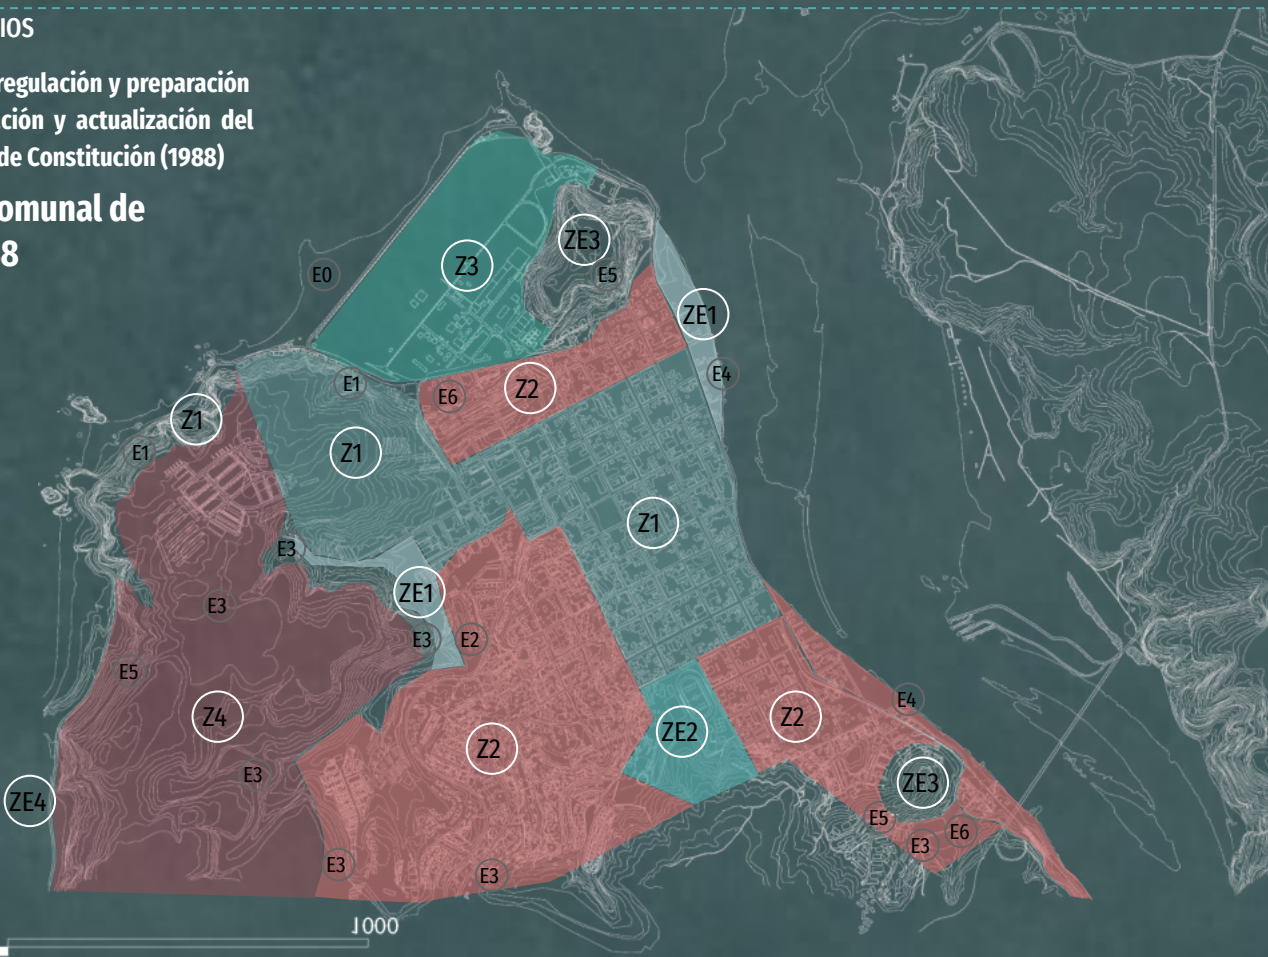 IOS
regulación y preparación
ción y actualización del
de Constitución (1988)
omunal de
8
ZE3
Z3
E5
E0
ZE1
E4
E1
E6
Z2
Z1
E1
Z1
Z1
E3
ZE1
E3
E3
E2
E5
Z4
Z2
ZE2
Z2
E4
E3
ZE4
ZE3
E5
E6
E3
E3
E3
1000